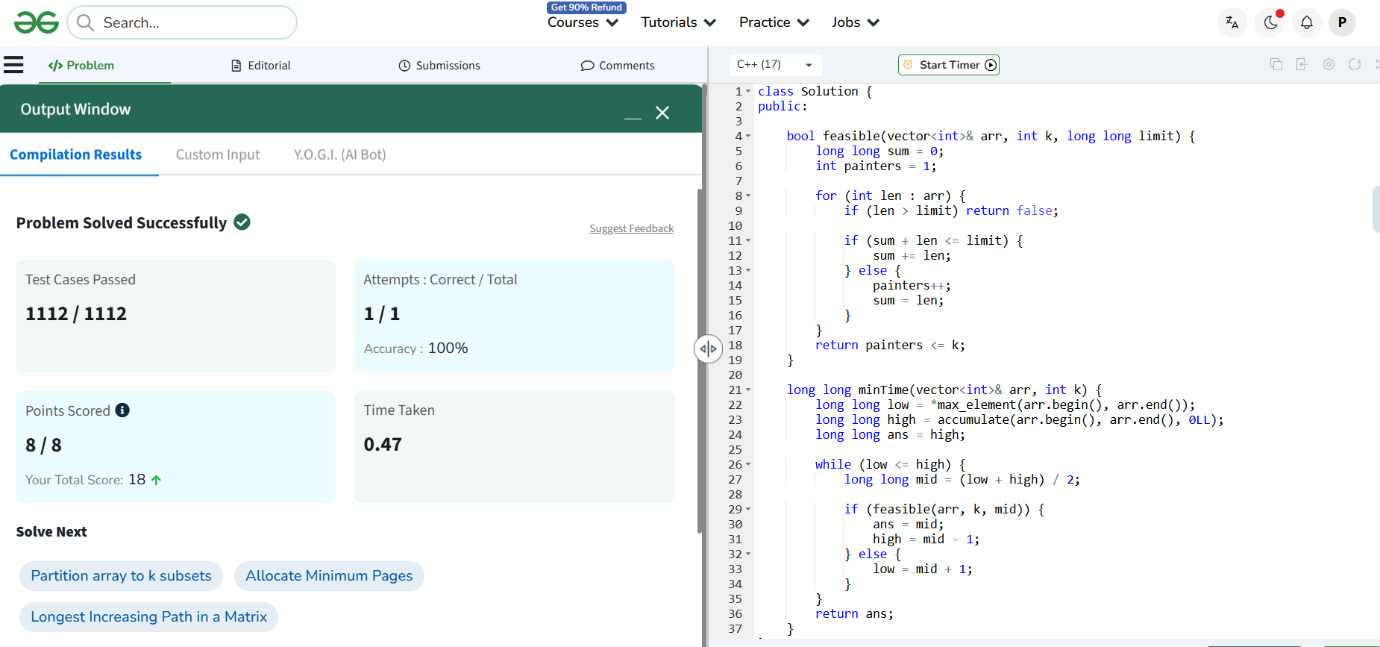 Search...
Get 90% Refund
Courses Tutorials Practice Jobs
P
</> Problem Editorial Submissions Comments
Output Window
Compilation Results Custom Input Y.O.G.I. (AI Bot)
Problem Solved Successfully
Suggest Feedback
Test Cases Passed
1112 / 1112
Attempts : Correct / Total
1 / 1
Accuracy : 100%
Points Scored
8 / 8
Your Total Score: 18
Time Taken
0.47
Solve Next
Partition array to k subsets Allocate Minimum Pages
Longest Increasing Path in a Matrix
C++ (17) Start Timer
1 class Solution {
2 public:
3
4     bool feasible(vector<int>& arr, int k, long long limit) {
5         long long sum = 0;
6         int painters = 1;
7
8         for (int len : arr) {
9             if (len > limit) return false;
10
11             if (sum + len <= limit) {
12                 sum += len;
13             } else {
14                 painters++;
15                 sum = len;
16             }
17         }
18         return painters <= k;
19     }
20
21     long long minTime(vector<int>& arr, int k) {
22         long long low = *max_element(arr.begin(), arr.end());
23         long long high = accumulate(arr.begin(), arr.end(), 0LL);
24         long long ans = high;
25
26         while (low <= high) {
27             long long mid = (low + high) / 2;
28
29             if (feasible(arr, k, mid)) {
30                 ans = mid;
31                 high = mid - 1;
32             } else {
33                 low = mid + 1;
34             }
35         }
36         return ans;
37     }